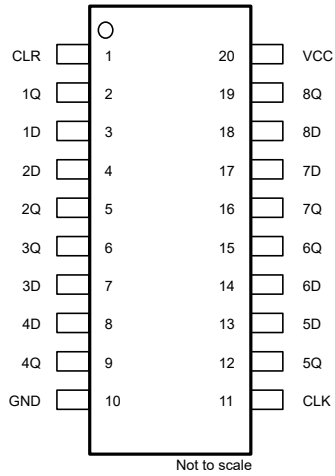 CLR 1 20 VCC
1Q 2 19 8Q
1D 3 18 8D
2D 4 17 7D
2Q 5 16 7Q
3Q 6 15 6Q
3D 7 14 6D
4D 8 13 5D
4Q 9 12 5Q
GND 10 11 CLK
Not to scale